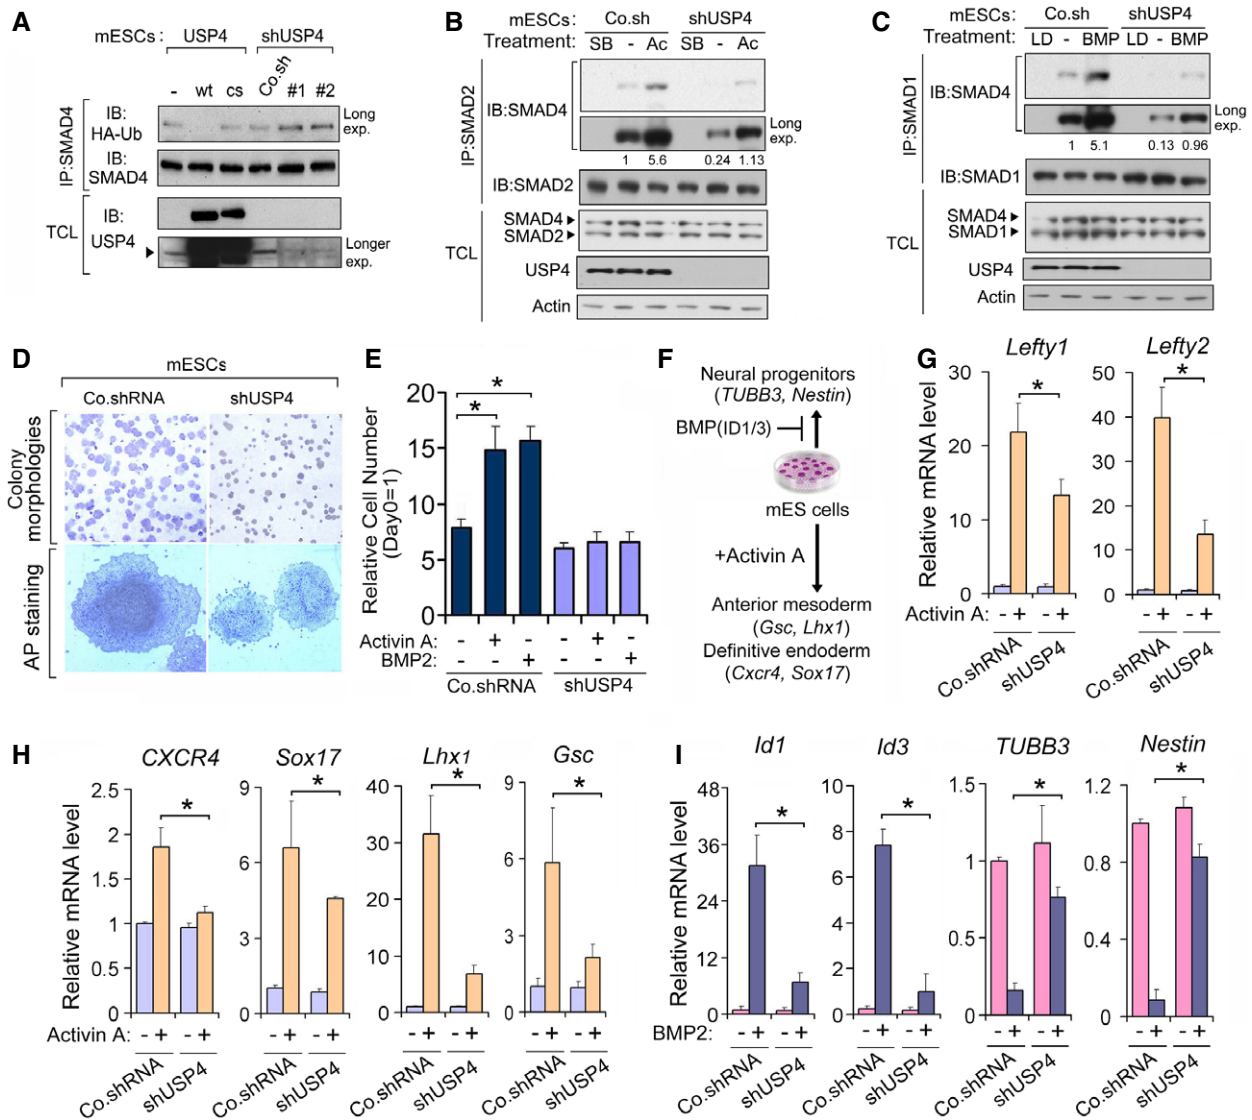 A
mESCs : USP4 shUSP4
- wt cs Co.sh #1 #2
IP:SMAD4
IB: HA-Ub
Long exp.
IB: SMAD4
TCL
IB: USP4
Longer exp.
B
mESCs: Co.sh shUSP4
Treatment: SB - Ac SB - Ac
IP:SMAD2
IB:SMAD4
Long exp.
1 5.6 0.24 1.13
IB:SMAD2
TCL
SMAD4
SMAD2
USP4
Actin
C
mESCs: Co.sh shUSP4
Treatment: LD - BMP LD - BMP
IP:SMAD1
IB:SMAD4
Long exp.
1 5.1 0.13 0.96
IB:SMAD1
TCL
SMAD4
SMAD1
USP4
Actin
D
mESCs
Co.shRNA shUSP4
Colony morphologies
AP staining
E
Relative Cell Number (Day0=1)
20
15
10
5
0
* *
Activin A: - + - - + -
BMP2: - - + - - +
Co.shRNA shUSP4
F
Neural progenitors
(TUBB3, Nestin)
BMP(ID1/3)
mES cells
+Activin A
Anterior mesoderm
(Gsc, Lhx1)
Definitive endoderm
(Cxcr4, Sox17)
G
Relative mRNA level
Lefty1
30
20
10
0
*
Activin A: - + - +
Co.shRNA shUSP4
Lefty2
50
40
30
20
10
0
*
- + - +
Co.shRNA shUSP4
H
Relative mRNA level
CXCR4
2.5
2
1.5
1
0.5
0
*
Activin A: - + - +
Co.shRNA shUSP4
Sox17
9
6
3
0
*
- + - +
Co.shRNA shUSP4
Lhx1
40
30
20
10
0
*
- + - +
Co.shRNA shUSP4
Gsc
9
6
3
0
*
- + - +
Co.shRNA shUSP4
I
Relative mRNA level
Id1
48
36
24
12
0
*
BMP2: - + - +
Co.shRNA shUSP4
Id3
10
8
6
4
2
0
*
- + - +
Co.shRNA shUSP4
TUBB3
1.5
1
0.5
0
*
- + - +
Co.shRNA shUSP4
Nestin
1.2
0.8
0.4
0
*
- + - +
Co.shRNA shUSP4